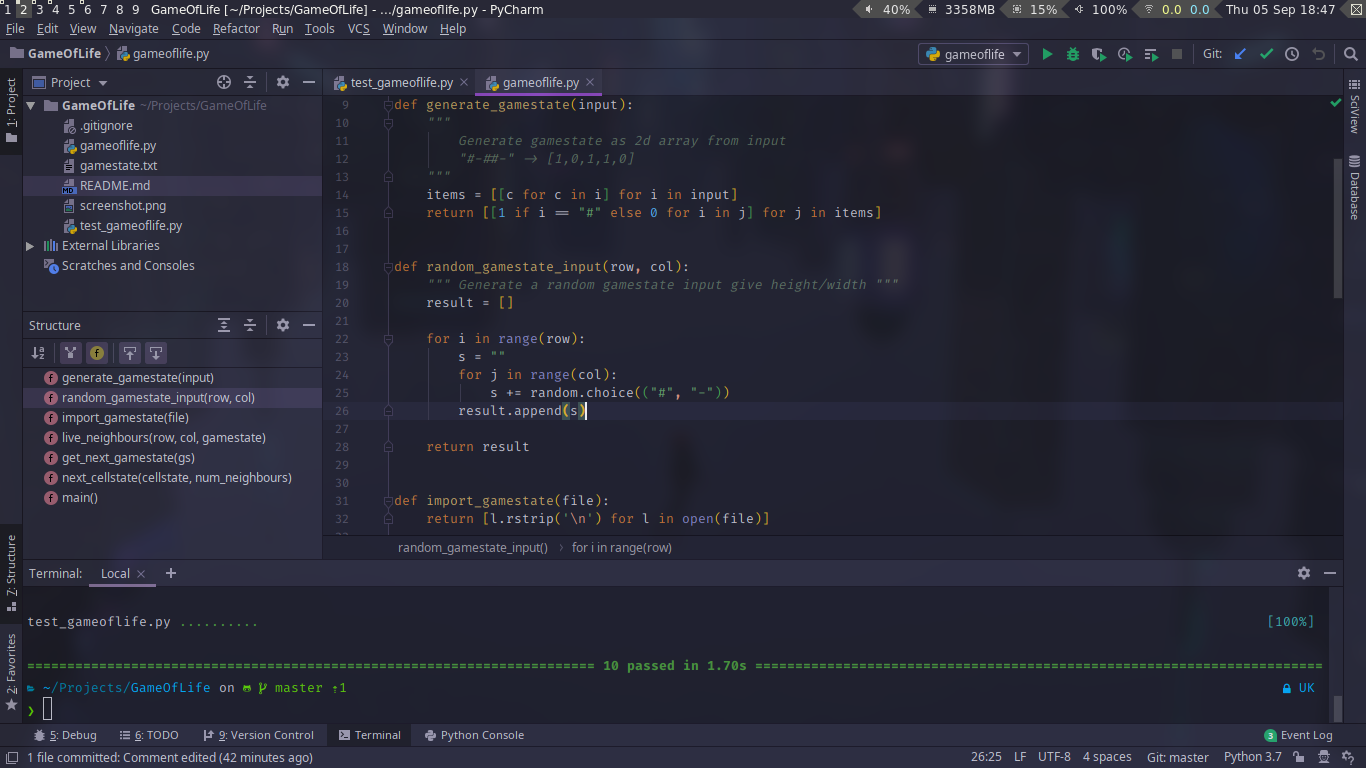 1 2 3 4 5 6 7 8 9 GameOfLife [~/Projects/GameOfLife] - .../gameoflife.py - PyCharm 40% 3358MB 15% 100% 0.0 0.0 Thu 05 Sep 18:47
File Edit View Navigate Code Refactor Run Tools VCS Window Help
GameOfLife gameoflife.py gameoflife Git:
1: Project
Project
GameOfLife ~/Projects/GameOfLife
.gitignore
gameoflife.py
gamestate.txt
README.md
screenshot.png
test_gameoflife.py
External Libraries
Scratches and Consoles
Structure
generate_gamestate(input)
random_gamestate_input(row, col)
import_gamestate(file)
live_neighbours(row, col, gamestate)
get_next_gamestate(gs)
next_cellstate(cellstate, num_neighbours)
main()
test_gameoflife.py gameoflife.py
9 def generate_gamestate(input):
10 """
11 Generate gamestate as 2d array from input
12 "#-##-" -> [1,0,1,1,0]
13 """
14 items = [[c for c in i] for i in input]
15 return [[1 if i == "#" else 0 for i in j] for j in items]
16
17
18 def random_gamestate_input(row, col):
19 """ Generate a random gamestate input give height/width """
20 result = []
21
22 for i in range(row):
23 s = ""
24 for j in range(col):
25 s += random.choice(("#", "-"))
26 result.append(s)
27
28 return result
29
30
31 def import_gamestate(file):
32 return [l.rstrip('\n') for l in open(file)]
random_gamestate_input() for i in range(row)
SciView
Database
7: Structure
2: Favorites
Terminal: Local
test_gameoflife.py .......... [100%]
=============================== 10 passed in 1.70s ===============================
~/Projects/GameOfLife on master ↑1 UK
❯
5: Debug 6: TODO 9: Version Control Terminal Python Console 3 Event Log
1 file committed: Comment edited (42 minutes ago) 26:25 LF UTF-8 4 spaces Git: master Python 3.7